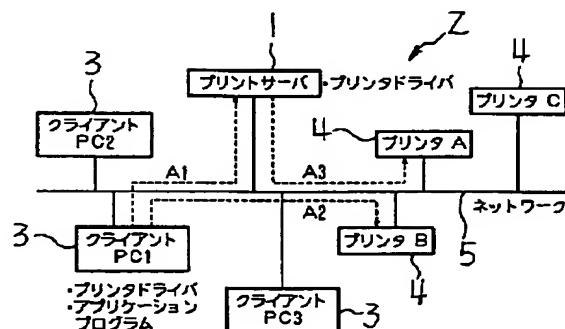 1
Z
プリントサーバ
・プリンタドライバ
3
クライアント
PC2
4
プリンタ C
4
プリンタ A
A1
A3
A2
ネットワーク
3
クライアント
PC1
プリンタ B
5
4
・プリンタドライバ
・アプリケーション
プログラム
クライアント
PC3
3